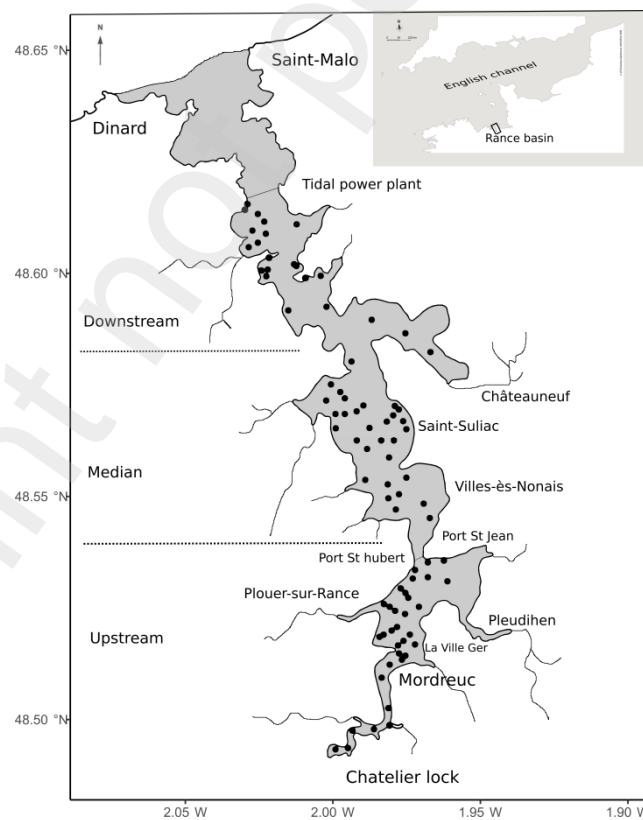 48.65 °N
48.60 °N
48.55 °N
48.50 °N
N
Saint-Malo
Dinard
English channel
Rance basin
Tidal power plant
Downstream
Châteauneuf
Saint-Suliac
Median
Villes-ès-Nonais
Port St Jean
Port St hubert
Plouer-sur-Rance
Pleudihen
Upstream
La Ville Ger
Mordreuc
Chatelier lock
2.05 W
2.00 W
1.95 W
1.90 W